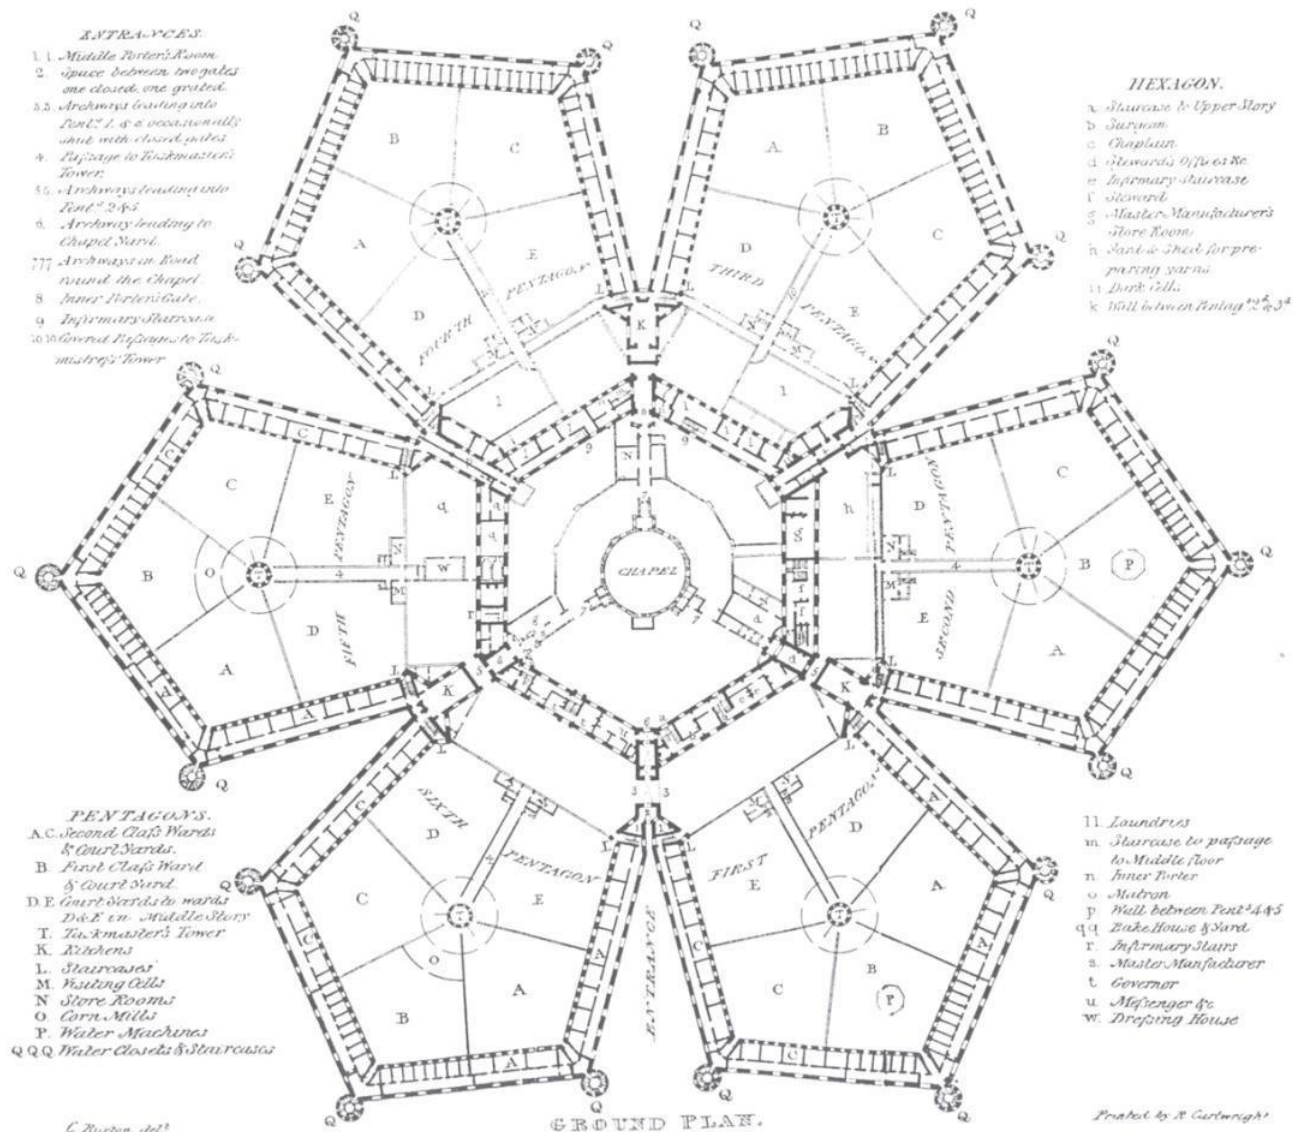 ENTRANCES.
1.1. Middle Porter's Room
2. Space between two gates
one closed, one grated.
3.3. Archways leading into
Pent.s 1. & 6 occasionally
shut with closed gates
4. Paſsage to Taskmaster's
Tower.
Archways leading into
Pent.s 2 & 5
6. Archway leading to
Chapel Yard.
777 Archways in Road
round the Chapel.
8 Inner Porter's Gate.
9 Infirmary Staircase
10.10 Covered Paſsages to Task-
mistreſs' Tower
HEXAGON.
a Staircase to Upper Story
b Surgeon
c Chaplain
d Steward's Offices &c
e Infirmary Staircase
f Steward
g Master Manufacturer's
Store Room
h Yard & Shed for pre-
paring yarns
i i Dark Cells
k Wall between Pentag.s 2d & 3d
FOURTH PENTAGON
THIRD PENTAGON
FIFTH PENTAGON
CHAPEL
SECOND PENTAGON
SIXTH PENTAGON
FIRST PENTAGON
ENTRANCE
PENTAGONS.
A.C. Second Claſs Wards
& Court Yards.
B. First Claſs Ward
& Court Yard.
D.E Court Yards to wards
D & E in Middle Story
T. Taskmaster's Tower
K. Kitchens
L. Staircases
M. Visiting Cells
N Store Rooms
O. Corn Mills
P. Water Machines
Q Q Q Water Closets & Staircases
ll. Laundries
m. Staircase to paſsage
to Middle floor
n Inner Porter
o Matron
p Wall between Pent.s 4 & 5
qq Bake House & Yard
r. Infirmary Stairs
s. Master Manfacturer
t Governor
u Meſsenger &c
w. Dreſsing House
GROUND PLAN.
C. Burton delt.
Printed by R Cartwright